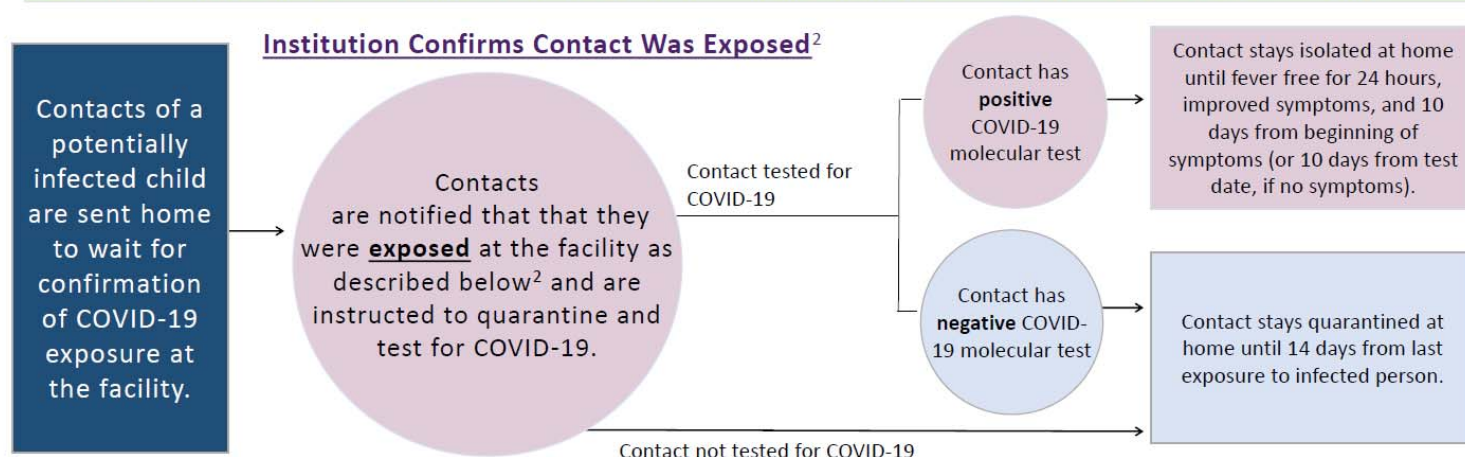 Institution Confirms Contact Was Exposed²
Contacts of a
potentially
infected child
are sent home
to wait for
confirmation
of COVID-19
exposure at
the facility.
Contacts
are notified that that they
were exposed at the facility as
described below² and are
instructed to quarantine and
test for COVID-19.
Contact tested for
COVID-19
Contact has
positive
COVID-19
molecular test
Contact stays isolated at home
until fever free for 24 hours,
improved symptoms, and 10
days from beginning of
symptoms (or 10 days from test
date, if no symptoms).
Contact has
negative COVID-
19 molecular test
Contact stays quarantined at
home until 14 days from last
exposure to infected person.
Contact not tested for COVID-19